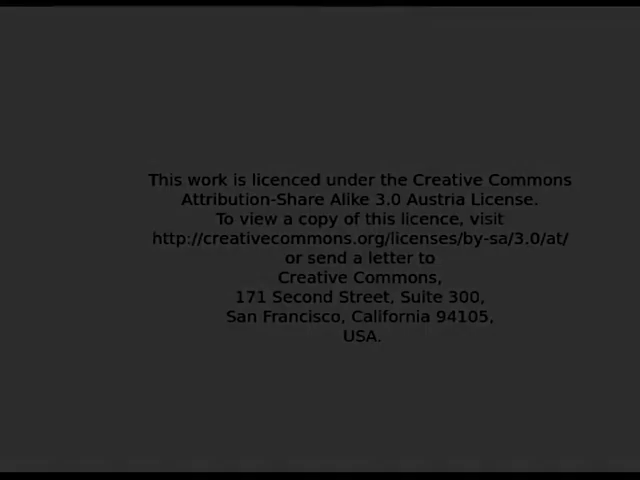 This work is licenced under the Creative Commons
Attribution-Share Alike 3.0 Austria License.
To view a copy of this licence, visit
http://creativecommons.org/licenses/by-sa/3.0/at/
or send a letter to
Creative Commons,
171 Second Street, Suite 300,
San Francisco, California 94105,
USA.